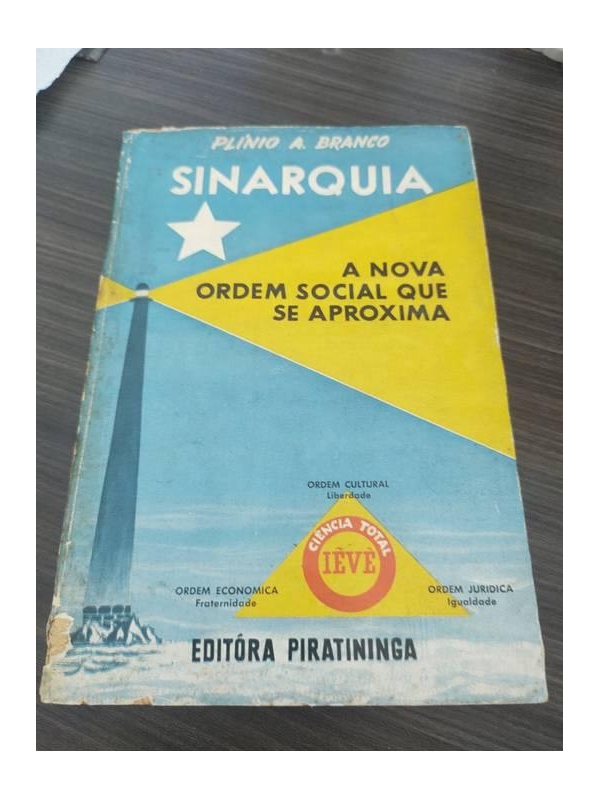 PLÍNIO A. BRANCO
SINARQUIA
A NOVA
ORDEM SOCIAL QUE
SE APROXIMA
ORDEM CULTURAL
Liberdade
CIÊNCIA TOTAL
IÊVÊ
ORDEM ECONOMICA
Fraternidade
ORDEM JURIDICA
Igualdade
EDITÓRA PIRATININGA